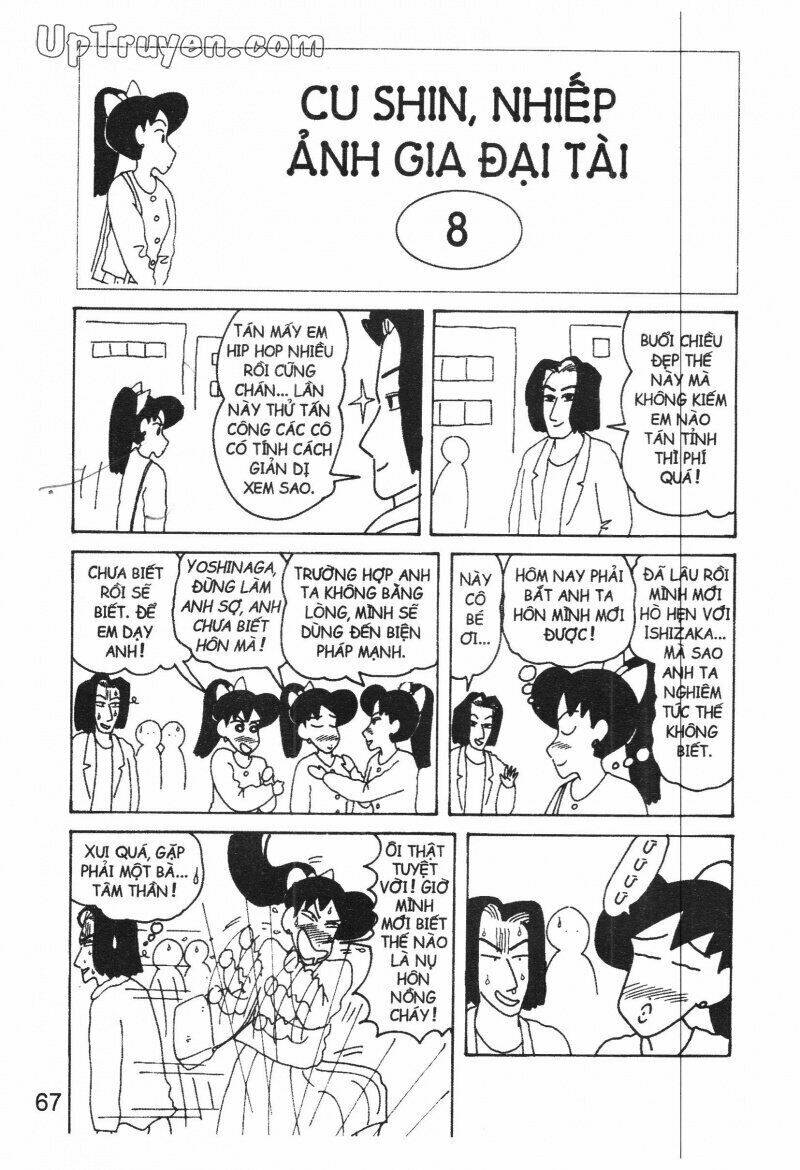 UpTruyen.com
CU SHIN, NHIẾP
ẢNH GIA ĐẠI TÀI
8
BUỔI CHIỀU
ĐẸP THẾ
NÀY MÀ
KHÔNG KIẾM
EM NÀO
TÁN TỈNH
THÌ PHÍ
QUÁ!
TÁN MẤY EM
HIP HOP NHIỀU
RỒI CŨNG
CHÁN... LẦN
NÀY THỬ TẤN
CÔNG CÁC CÔ
CÓ TÍNH CÁCH
GIẢN DỊ
XEM SAO.
ĐÃ LÂU RỒI
MÌNH MỚI
HÒ HẸN VỚI
ISHIZAKA...
MÀ SAO
ANH TA
NGHIÊM
TÚC THẾ
KHÔNG
BIẾT.
HÔM NAY PHẢI
BẮT ANH TA
HÔN MÌNH MỚI
ĐƯỢC!
NÀY
CÔ
BÉ
ƠI...
TRƯỜNG HỢP ANH
TA KHÔNG BẰNG
LÒNG, MÌNH SẼ
DÙNG ĐẾN BIỆN
PHÁP MẠNH.
YOSHINAGA,
ĐỪNG LÀM
ANH SỢ, ANH
CHƯA BIẾT
HÔN MÀ!
CHƯA BIẾT
RỒI SẼ
BIẾT. ĐỂ
EM DẠY
ANH!
Ư Ư Ư Ư
ÔI THẬT
TUYỆT
VỜI! GIỜ
MÌNH
MỚI BIẾT
THẾ NÀO
LÀ NỤ
HÔN
NỒNG
CHÁY!
XUI QUÁ, GẶP
PHẢI MỘT BÀ...
TÂM THẦN!
67